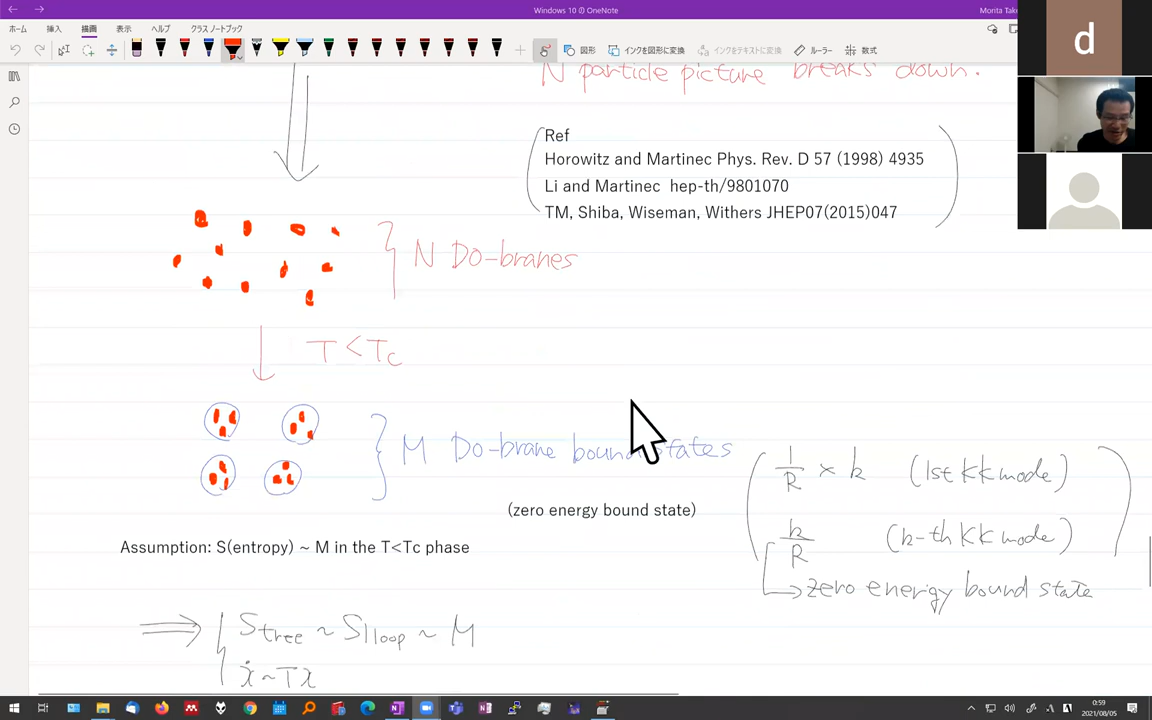 Windows 10 の OneNote
Morita Take
ホーム 挿入 描画 表示 ヘルプ クラス ノートブック
図形 インクを図形に変換 インクをテキストに変換 ルーラー 数式
d
N particle picture breaks down.
Ref
Horowitz and Martinec Phys. Rev. D 57 (1998) 4935
Li and Martinec hep-th/9801070
TM, Shiba, Wiseman, Withers JHEP07(2015)047
N D0-branes
T < Tc
M D0-brane bound states
1/R × k (1st KK mode)
(zero energy bound state)
k/R (k-th KK mode)
Assumption: S(entropy) ~ M in the T<Tc phase
→ zero energy bound state
⇒ Stree ~ S1loop ~ M
ẋ ~ Tx
0:59
2021/08/05